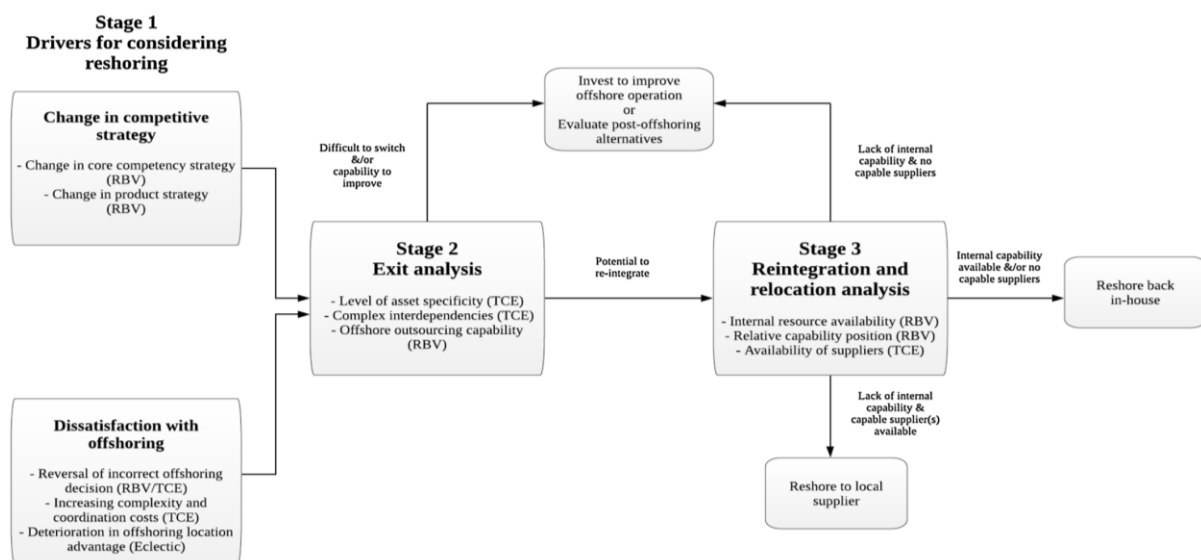 Stage 1
Drivers for considering
reshoring
Change in competitive
strategy
- Change in core competency strategy
(RBV)
- Change in product strategy
(RBV)
Dissatisfaction with
offshoring
- Reversal of incorrect offshoring
decision (RBV/TCE)
- Increasing complexity and
coordination costs (TCE)
- Deterioration in offshoring location
advantage (Eclectic)
Difficult to switch
&/or
capability to
improve
Stage 2
Exit analysis
- Level of asset specificity (TCE)
- Complex interdependencies (TCE)
- Offshore outsourcing capability
(RBV)
Invest to improve
offshore operation
or
Evaluate post-offshoring
alternatives
Potential to
re-integrate
Lack of internal
capability & no
capable suppliers
Stage 3
Reintegration and
relocation analysis
- Internal resource availability (RBV)
- Relative capability position (RBV)
- Availability of suppliers (TCE)
Internal capability
available &/or no
capable suppliers
Reshore back
in-house
Lack of internal
capability &
capable supplier(s)
available
Reshore to local
supplier